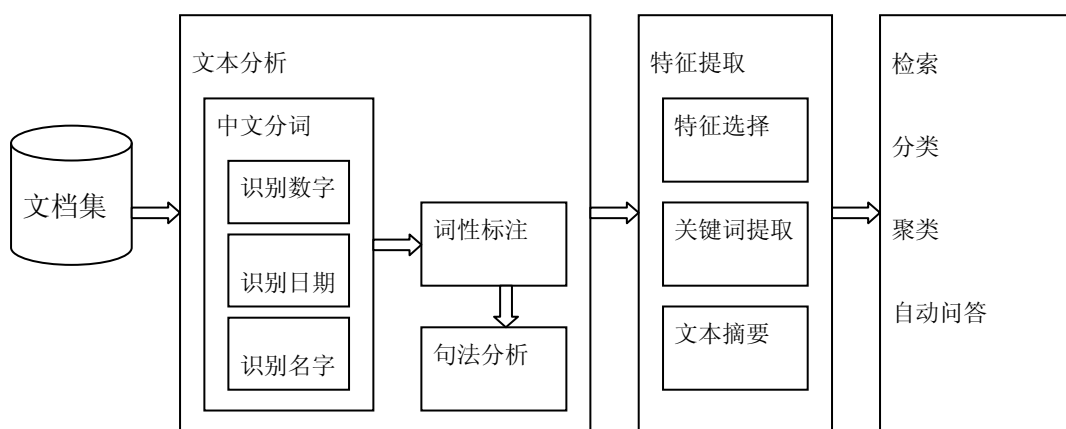 文档集
文本分析
中文分词
识别数字
识别日期
识别名字
词性标注
句法分析
特征提取
特征选择
关键词提取
文本摘要
检索
分类
聚类
自动问答